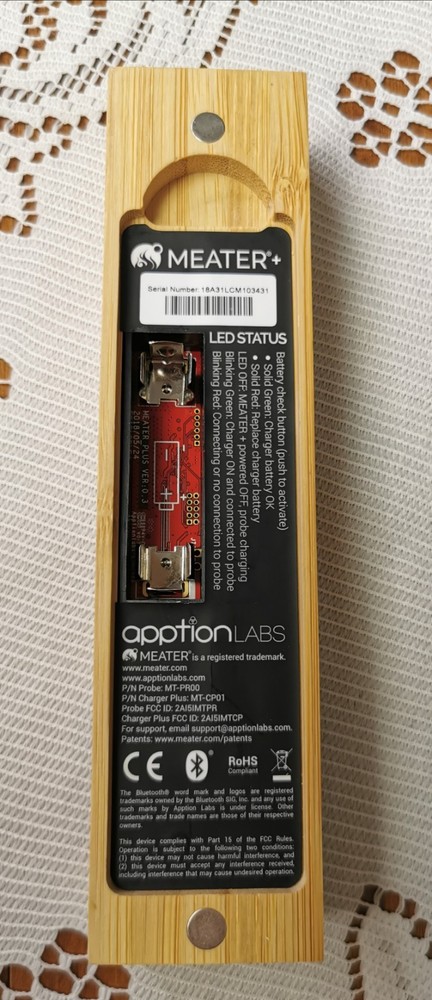 MEATER®+
Serial Number: 18A31LCM103431
LED STATUS
Battery check button (push to activate)
• Solid Green: Charger battery OK
• Solid Red: Replace charger battery
LED OFF: MEATER + powered OFF, probe charging
Blinking Green: Charger ON and connected to probe
Blinking Red: Connecting or no connection to probe
MEATER_PLUS VER:0.3
2018/05/24
apption LABS
MEATER® is a registered trademark.
www.meater.com
www.apptionlabs.com
P/N Probe: MT-PR00
P/N Charger Plus: MT-CP01
Probe FCC ID: 2AI5IMTPR
Charger Plus FCC ID: 2AI5IMTCP
For support, email support@apptionlabs.com.
Patents: www.meater.com/patents
CE
RoHS
Compliant
The Bluetooth® word mark and logos are registered
trademarks owned by the Bluetooth SIG, Inc. and any use of
such marks by Apption Labs is under license. Other
trademarks and trade names are those of their respective
owners.
This device complies with Part 15 of the FCC Rules.
Operation is subject to the following two conditions:
(1) this device may not cause harmful interference, and
(2) this device must accept any interference received,
including interference that may cause undesired operation.